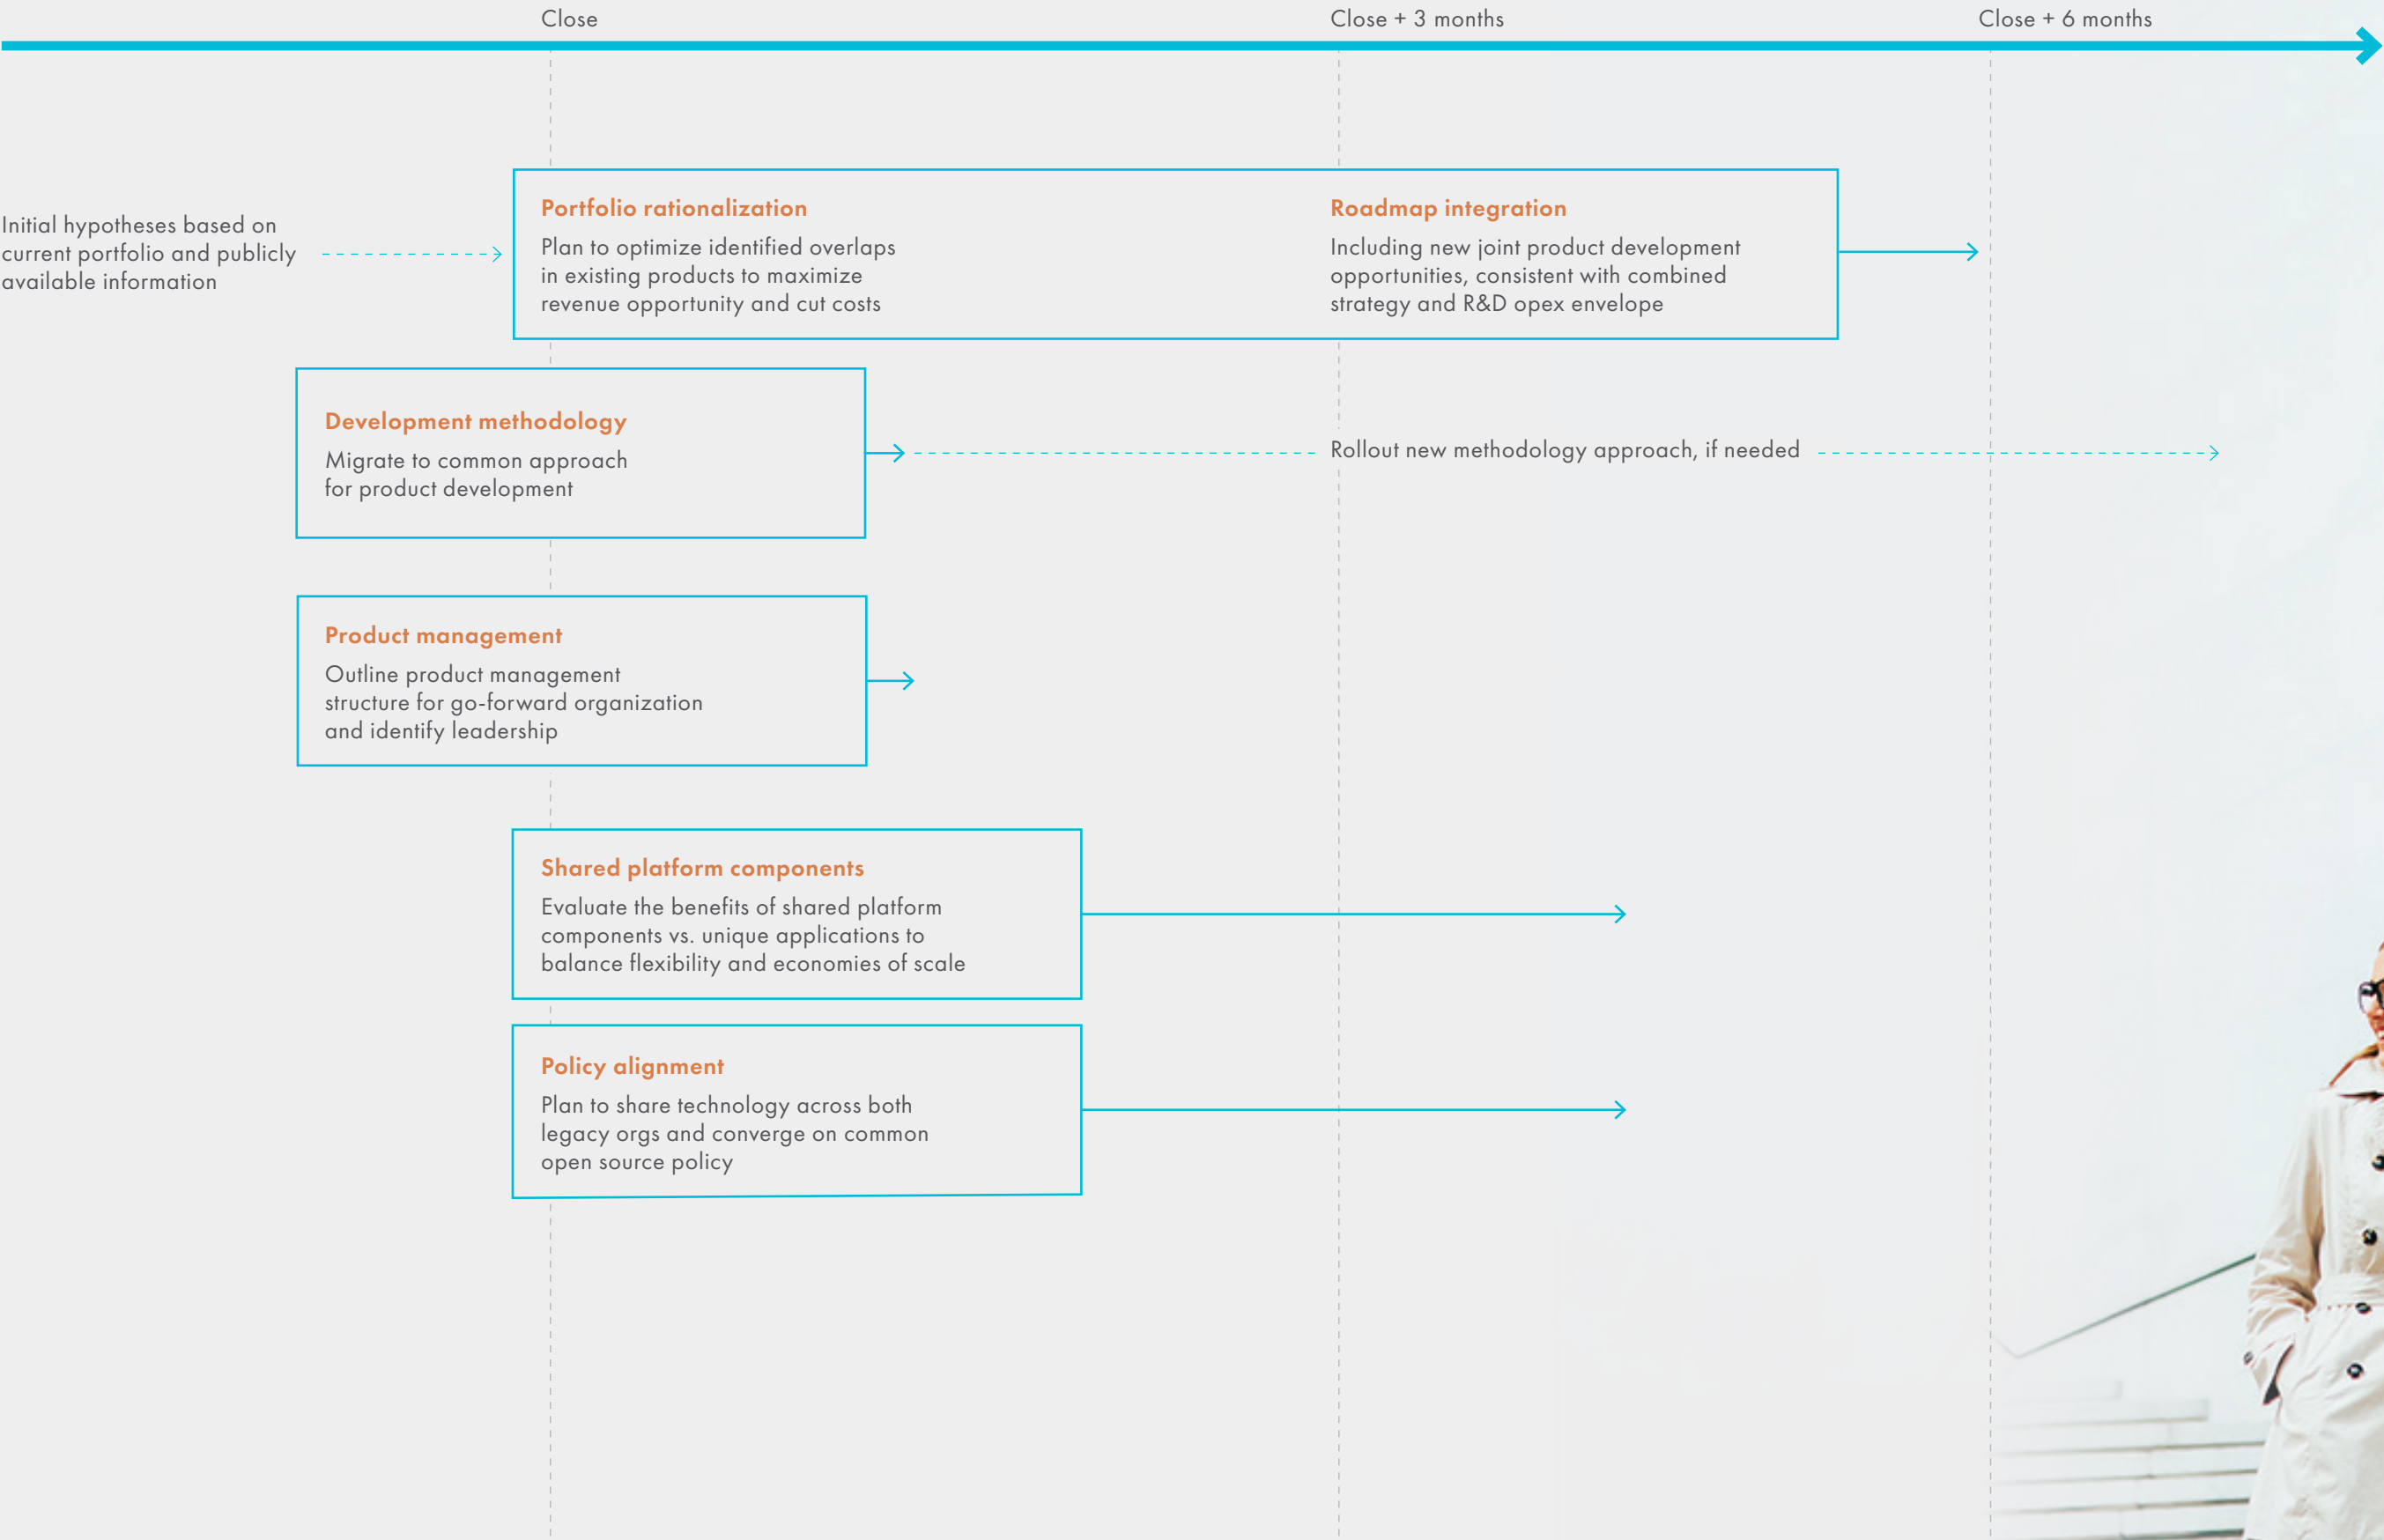 Close
Close + 3 months
Close + 6 months
Initial hypotheses based on
current portfolio and publicly
available information
Portfolio rationalization
Plan to optimize identified overlaps
in existing products to maximize
revenue opportunity and cut costs
Roadmap integration
Including new joint product development
opportunities, consistent with combined
strategy and R&D opex envelope
Development methodology
Migrate to common approach
for product development
Rollout new methodology approach, if needed
Product management
Outline product management
structure for go-forward organization
and identify leadership
Shared platform components
Evaluate the benefits of shared platform
components vs. unique applications to
balance flexibility and economies of scale
Policy alignment
Plan to share technology across both
legacy orgs and converge on common
open source policy